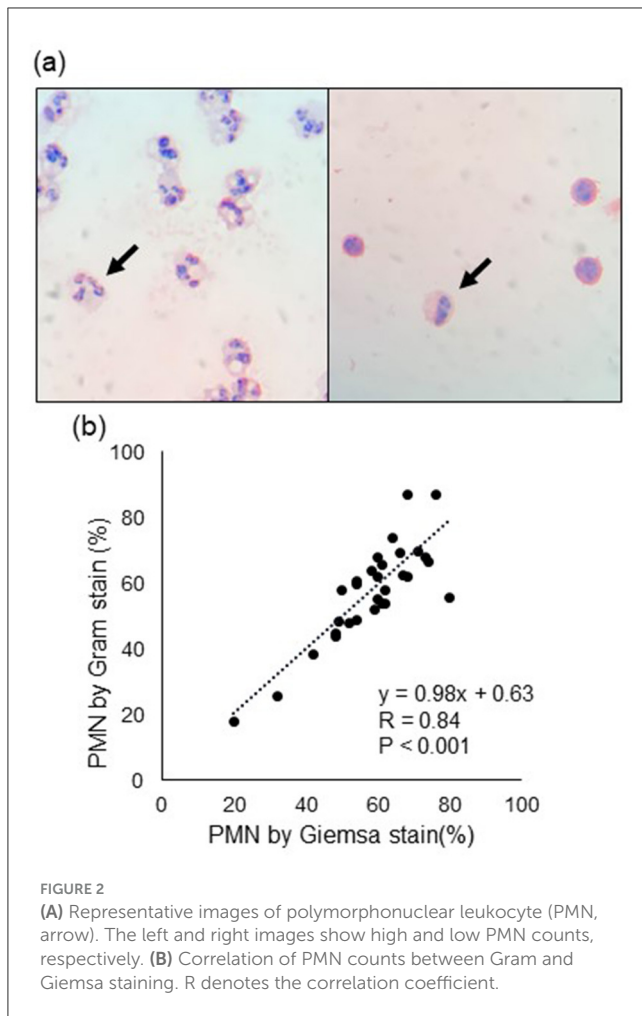 (a)
(b)
PMN by Gram stain (%)
100
80
60
40
20
0
y = 0.98x + 0.63
R = 0.84
P < 0.001
0 20 40 60 80 100
PMN by Giemsa stain(%)
FIGURE 2
(A) Representative images of polymorphonuclear leukocyte (PMN,
arrow). The left and right images show high and low PMN counts,
respectively. (B) Correlation of PMN counts between Gram and
Giemsa staining. R denotes the correlation coefficient.